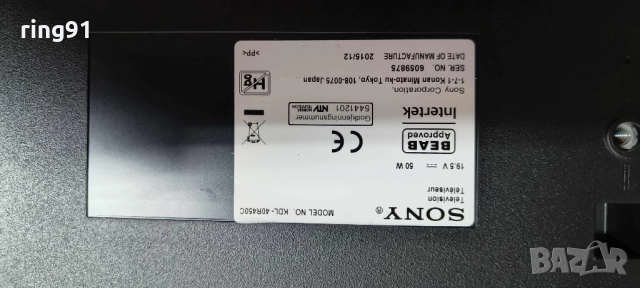 ring91
SONY®
Television
Téléviseur
MODEL NO. KDL-40R450C
19.5 V ⎓ 50 W
BEAB
Approved
Intertek
CE
Godkjenningsnummer
5441201
Hg
Sony Corporation.
1-7-1 Konan Minato-ku Tokyo, 108-0075 Japan
SER. NO. 6059875
DATE OF MANUFACTURE 2015/12
>PP<
BAZAR